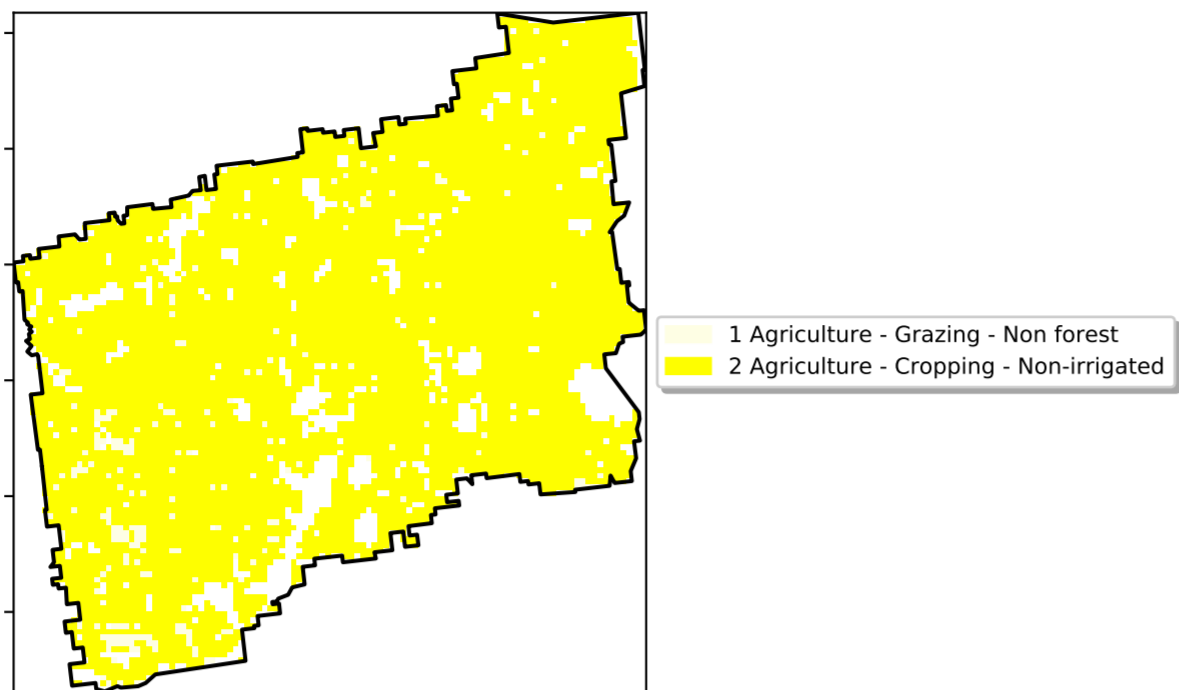 1 Agriculture - Grazing - Non forest
2 Agriculture - Cropping - Non-irrigated